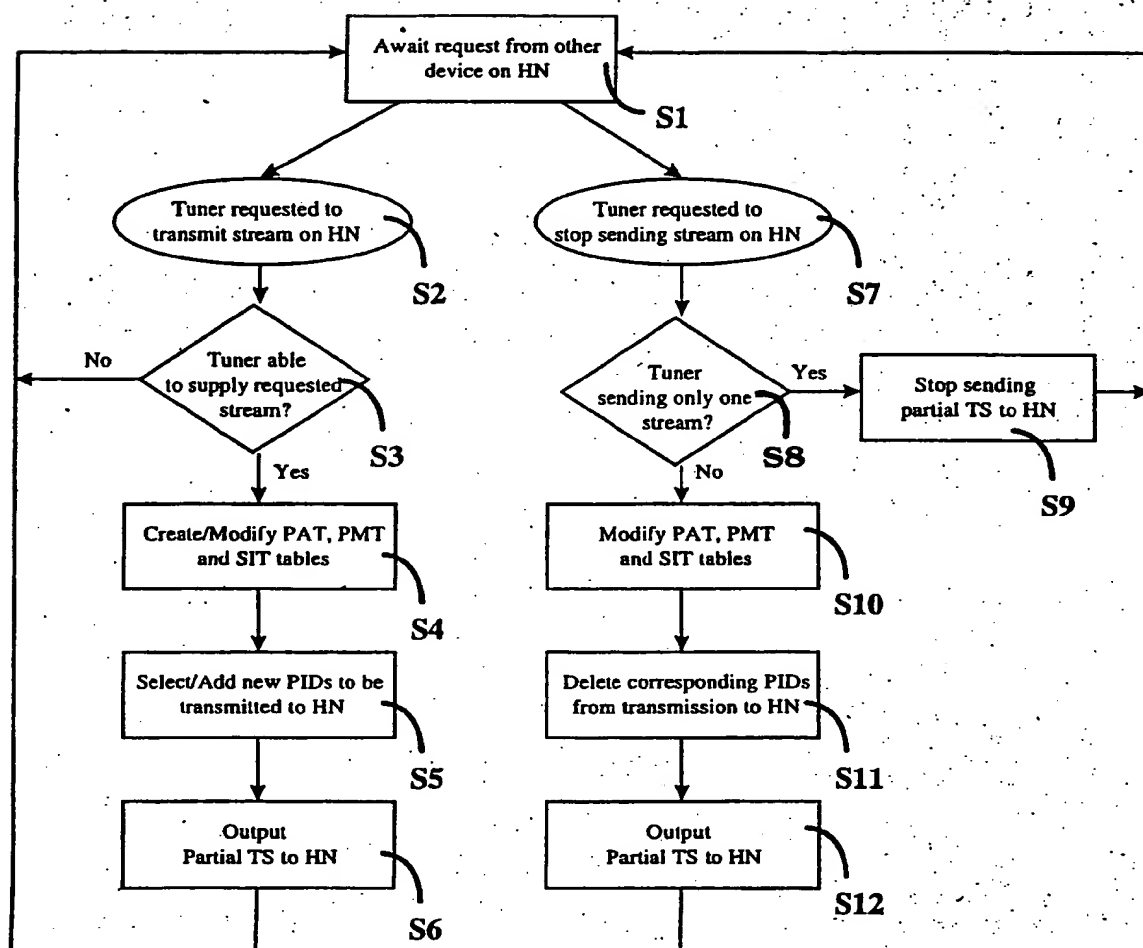 Await request from other
device on HN
S1
Tuner requested to
transmit stream on HN
S2
Tuner requested to
stop sending stream on HN
S7
No
Tuner able
to supply requested
stream?
S3
Yes
Tuner
sending only one
stream?
S8
Yes
No
Stop sending
partial TS to HN
S9
Create/Modify PAT, PMT
and SIT tables
S4
Modify PAT, PMT
and SIT tables
S10
Select/Add new PIDs to be
transmitted to HN
S5
Delete corresponding PIDs
from transmission to HN
S11
Output
Partial TS to HN
S6
Output
Partial TS to HN
S12